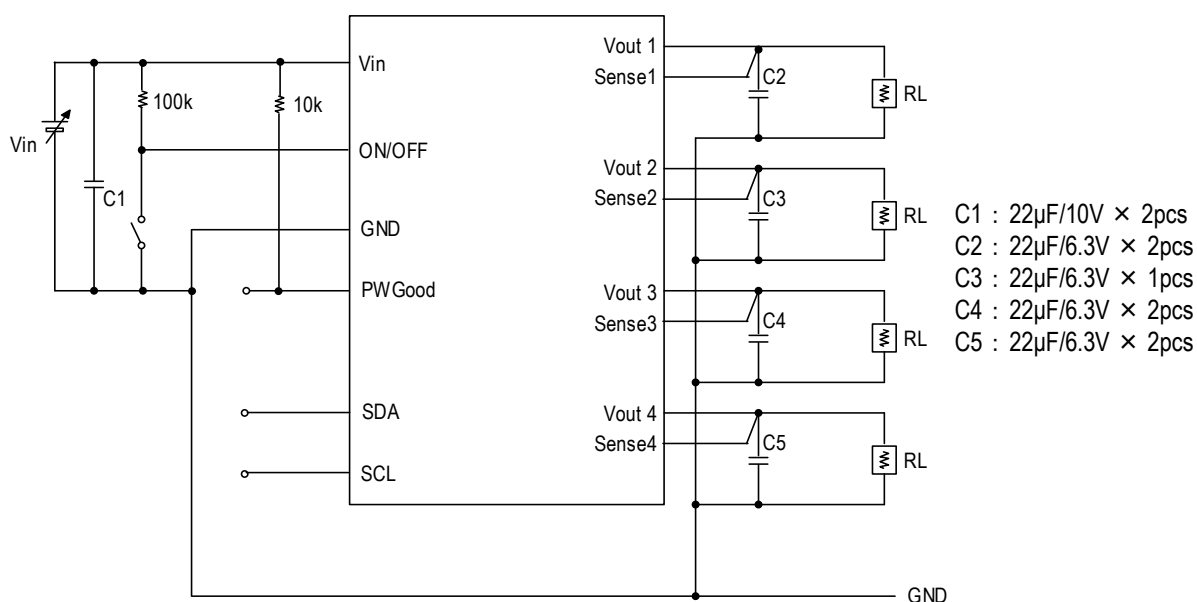 Vin
100k
10k
Vin
C1
ON/OFF
GND
PWGood
SDA
SCL
Vout 1
Sense1
C2
RL
Vout 2
Sense2
C3
RL
Vout 3
Sense3
C4
RL
Vout 4
Sense4
C5
RL
C1 : 22μF/10V × 2pcs
C2 : 22μF/6.3V × 2pcs
C3 : 22μF/6.3V × 1pcs
C4 : 22μF/6.3V × 2pcs
C5 : 22μF/6.3V × 2pcs
GND